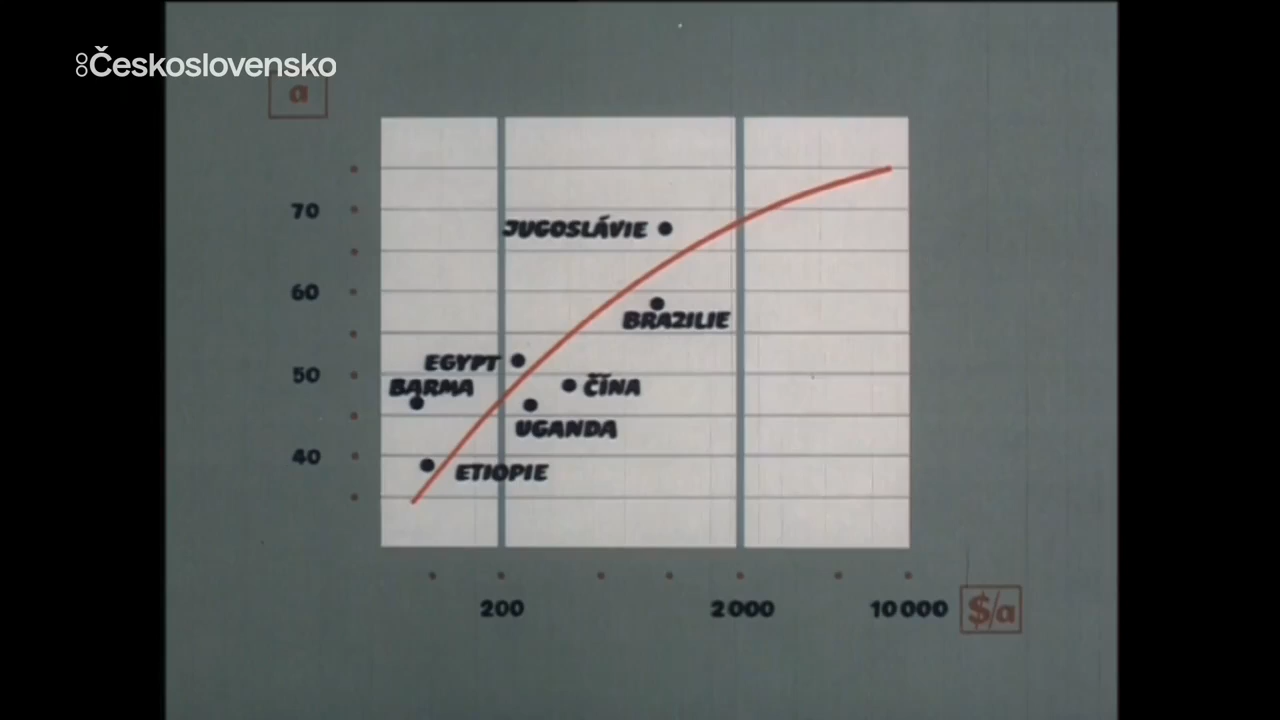 Československo
a
70
JUGOSLÁVIE
60
BRAZILIE
EGYPT
50
BARMA
ČÍNA
UGANDA
40
ETIOPIE
200
2000
10000
$/a